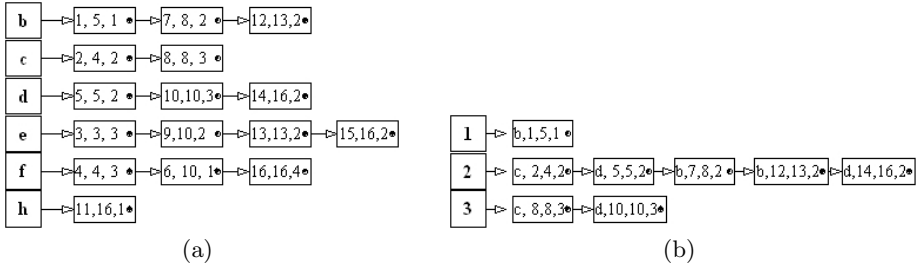 b 1, 5, 1 7, 8, 2 12,13,2
c 2, 4, 2 8, 8, 3
d 5, 5, 2 10,10,3 14,16,2
e 3, 3, 3 9,10,2 13,13,2 15,16,2
f 4, 4, 3 6, 10, 1 16,16,4
h 11,16,1
(a)
1 b,1,5,1
2 c, 2,4,2 d, 5,5,2 b,7,8,2 b,12,13,2 d,14,16,2
3 c, 8,8,3 d,10,10,3
(b)